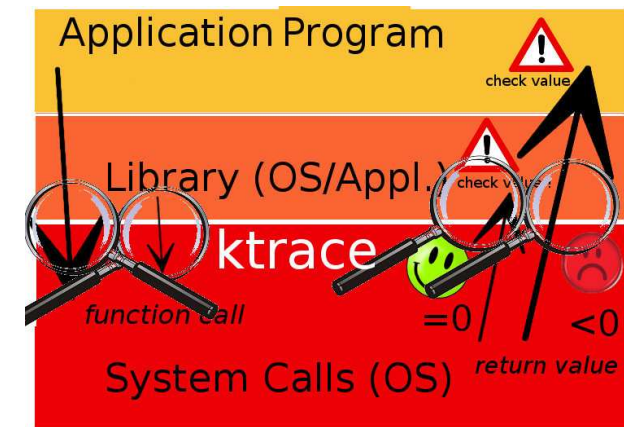 Application Program
check value
Library (OS/Appl.)
check value
ktrace
function call
=0
<0
return value
System Calls (OS)